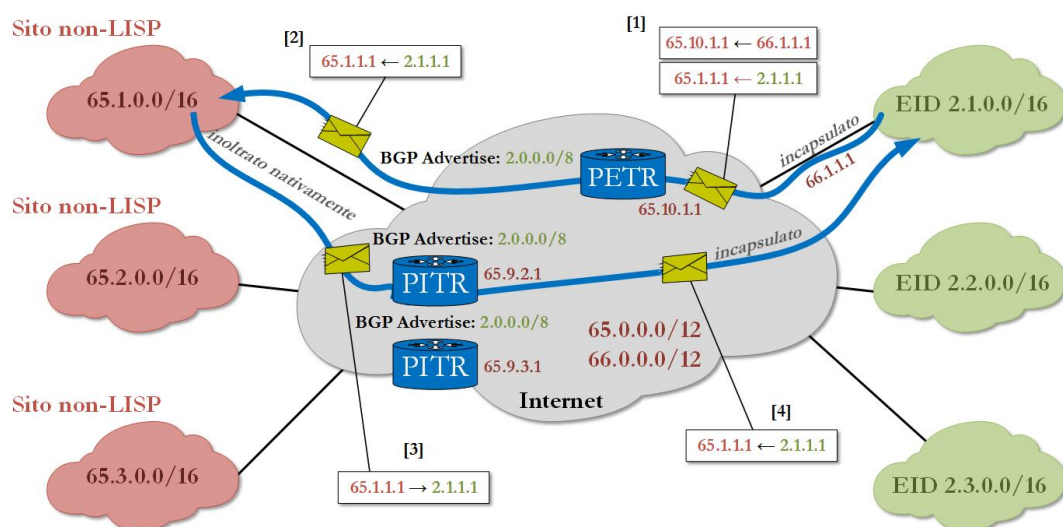 Sito non-LISP
[2]
[1]
65.1.1.1 ← 2.1.1.1
65.10.1.1 ← 66.1.1.1
65.1.1.1 ← 2.1.1.1
65.1.0.0/16
EID 2.1.0.0/16
inoltrato nativamente
BGP Advertise: 2.0.0.0/8
PETR
65.10.1.1
incapsulato
66.1.1.1
Sito non-LISP
BGP Advertise: 2.0.0.0/8
incapsulato
65.2.0.0/16
PITR
65.9.2.1
EID 2.2.0.0/16
BGP Advertise: 2.0.0.0/8
65.0.0.0/12
66.0.0.0/12
PITR
65.9.3.1
Internet
Sito non-LISP
[3]
[4]
65.1.1.1 ← 2.1.1.1
65.3.0.0/16
65.1.1.1 → 2.1.1.1
EID 2.3.0.0/16